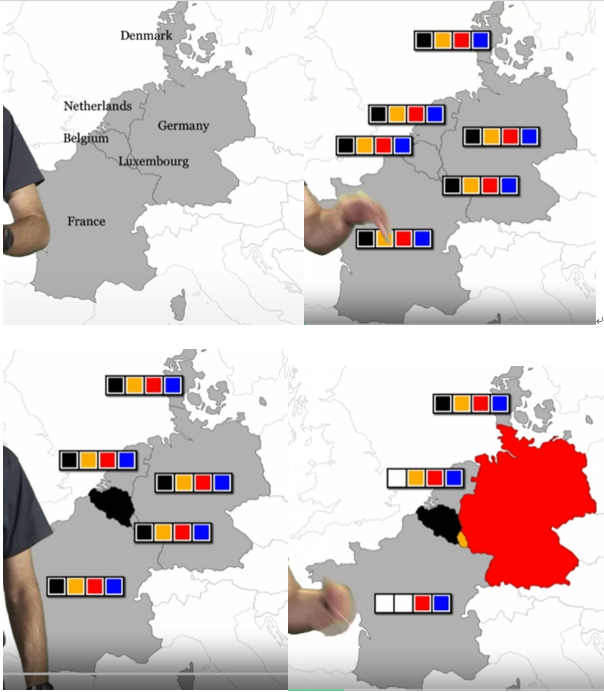 Denmark
Netherlands
Germany
Belgium
Luxembourg
France